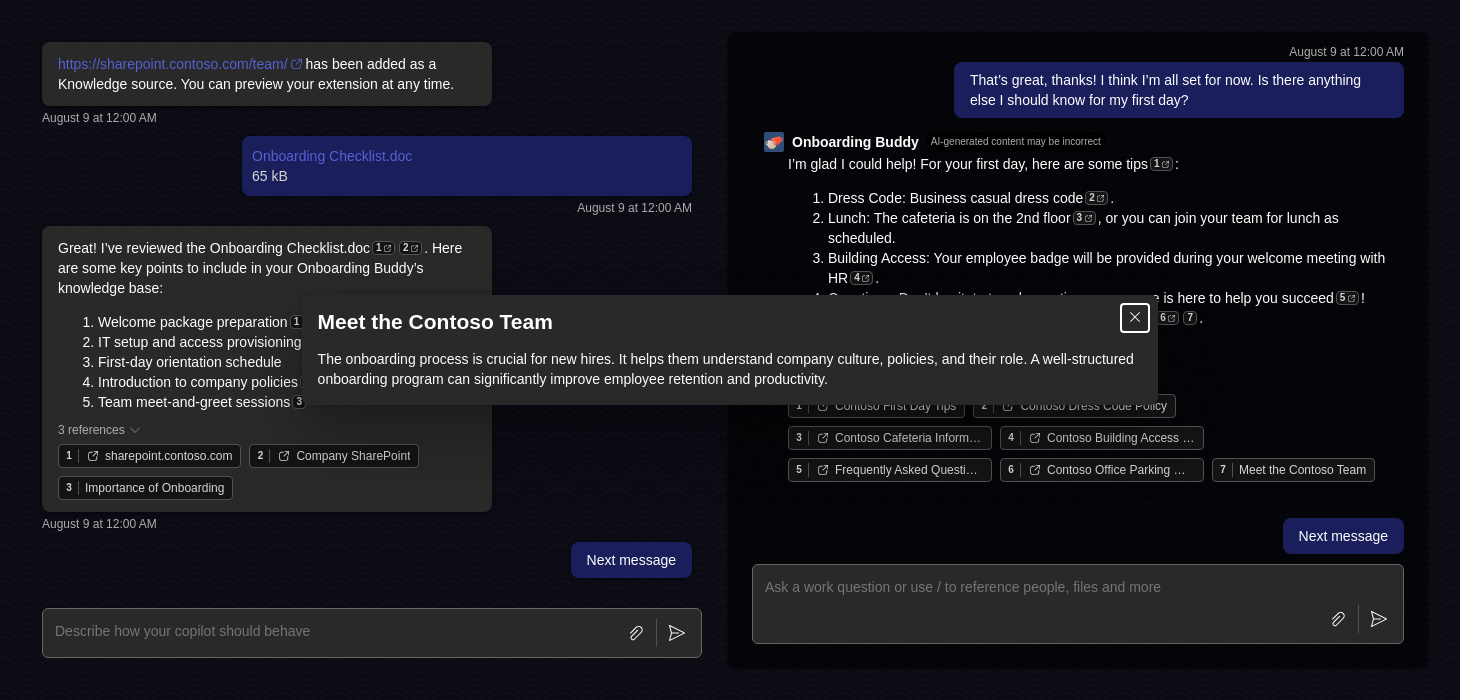 https://sharepoint.contoso.com/team/ has been added as a
Knowledge source. You can preview your extension at any time.
August 9 at 12:00 AM
Onboarding Checklist.doc
65 kB
August 9 at 12:00 AM
Great! I’ve reviewed the Onboarding Checklist.doc 1 2 . Here
are some key points to include in your Onboarding Buddy’s
knowledge base:
1. Welcome package preparation 1
2. IT setup and access provisioning
3. First-day orientation schedule
4. Introduction to company policies
5. Team meet-and-greet sessions 3
3 references
1 sharepoint.contoso.com
2 Company SharePoint
3 Importance of Onboarding
August 9 at 12:00 AM
Next message
Describe how your copilot should behave
Meet the Contoso Team
The onboarding process is crucial for new hires. It helps them understand company culture, policies, and their role. A well-structured
onboarding program can significantly improve employee retention and productivity.
August 9 at 12:00 AM
That’s great, thanks! I think I’m all set for now. Is there anything
else I should know for my first day?
Onboarding Buddy AI-generated content may be incorrect
I’m glad I could help! For your first day, here are some tips 1 :
1. Dress Code: Business casual dress code 2 .
2. Lunch: The cafeteria is on the 2nd floor 3 , or you can join your team for lunch as
scheduled.
3. Building Access: Your employee badge will be provided during your welcome meeting with
HR 4 .
is here to help you succeed 5 !
6 7 .
1 Contoso First Day Tips
2 Contoso Dress Code Policy
3 Contoso Cafeteria Inform…
4 Contoso Building Access …
5 Frequently Asked Questi…
6 Contoso Office Parking …
7 Meet the Contoso Team
Next message
Ask a work question or use / to reference people, files and more